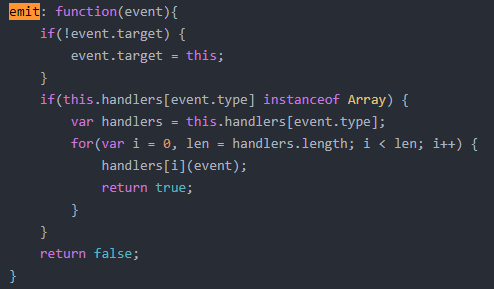 emit: function(event){
    if(!event.target) {
        event.target = this;
    }
    if(this.handlers[event.type] instanceof Array) {
        var handlers = this.handlers[event.type];
        for(var i = 0, len = handlers.length; i < len; i++) {
            handlers[i](event);
            return true;
        }
    }
    return false;
}